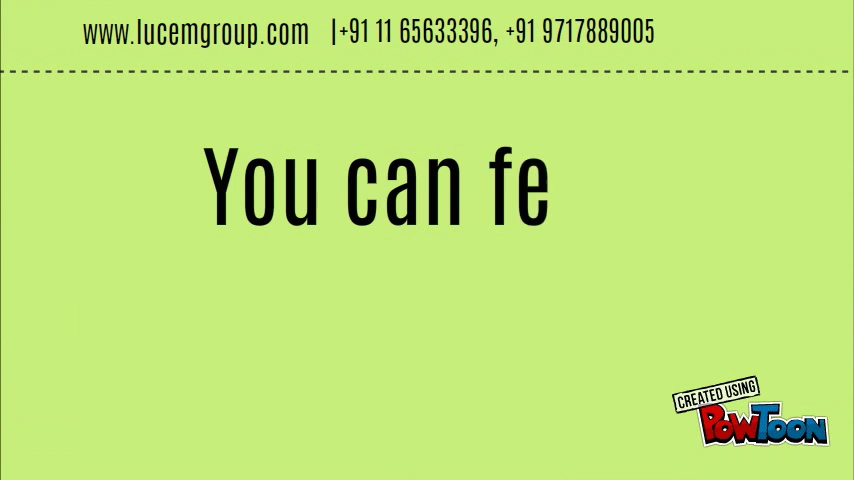 www.lucemgroup.com |+91 11 65633396, +91 9717889005
You can fe
CREATED USING
POWTOON